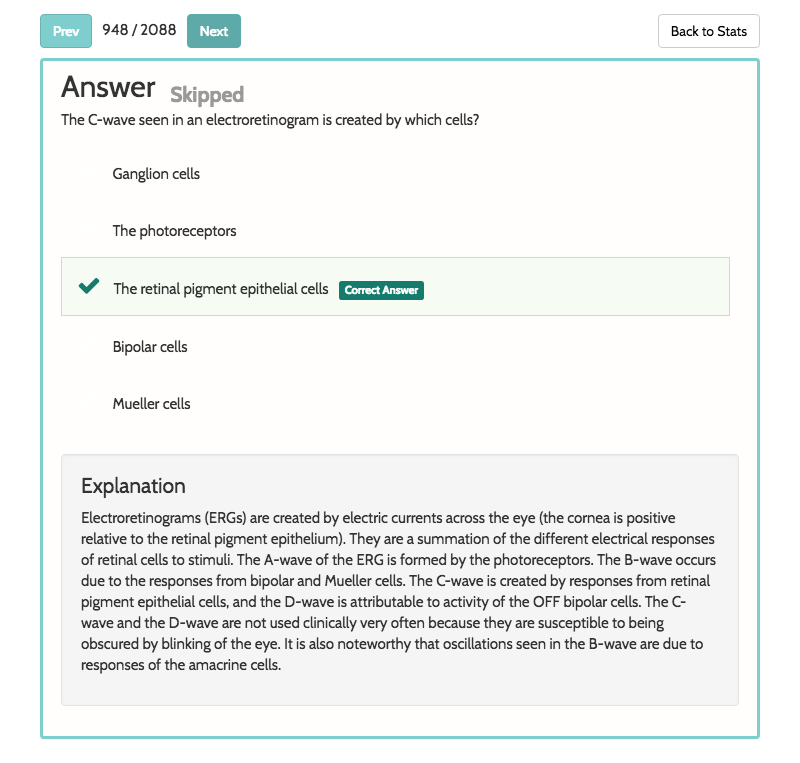 Prev 948 / 2088 Next Back to Stats
Answer Skipped
The C-wave seen in an electroretinogram is created by which cells?
Ganglion cells
The photoreceptors
The retinal pigment epithelial cells Correct Answer
Bipolar cells
Mueller cells
Explanation
Electroretinograms (ERGs) are created by electric currents across the eye (the cornea is positive
relative to the retinal pigment epithelium). They are a summation of the different electrical responses
of retinal cells to stimuli. The A-wave of the ERG is formed by the photoreceptors. The B-wave occurs
due to the responses from bipolar and Mueller cells. The C-wave is created by responses from retinal
pigment epithelial cells, and the D-wave is attributable to activity of the OFF bipolar cells. The C-
wave and the D-wave are not used clinically very often because they are susceptible to being
obscured by blinking of the eye. It is also noteworthy that oscillations seen in the B-wave are due to
responses of the amacrine cells.